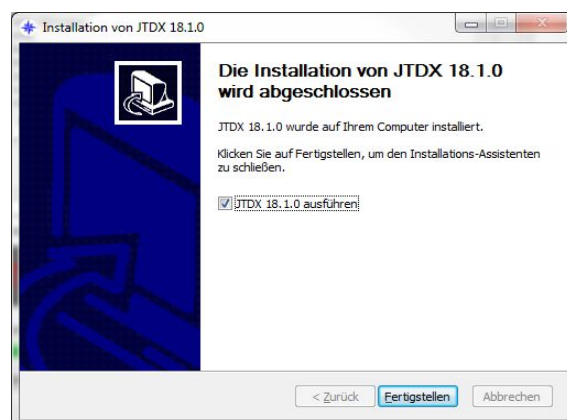 Installation von JTDX 18.1.0
Die Installation von JTDX 18.1.0
wird abgeschlossen
JTDX 18.1.0 wurde auf Ihrem Computer installiert.
Klicken Sie auf Fertigstellen, um den Installations-Assistenten
zu schließen.
JTDX 18.1.0 ausführen
< Zurück
Fertigstellen
Abbrechen